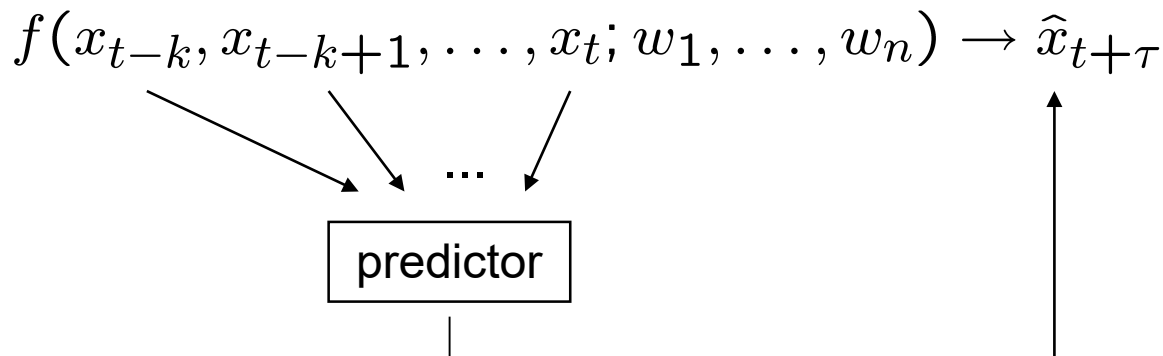 f(x_{t-k}, x_{t-k+1}, ..., x_t; w_1, ..., w_n) → x̂_{t+τ}
...
predictor